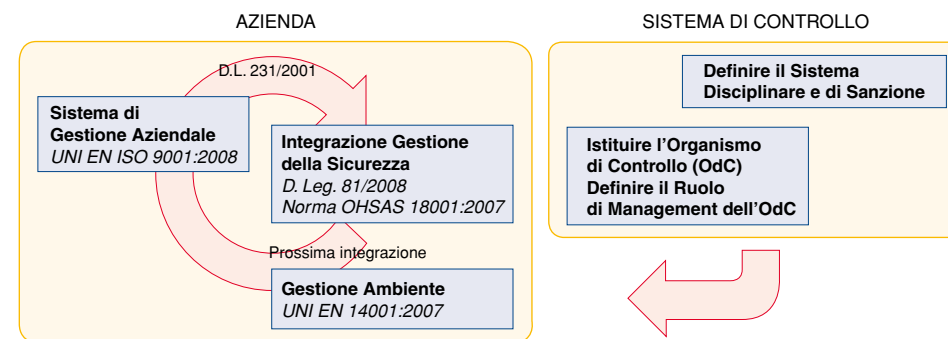 AZIENDA
D.L. 231/2001
Sistema di
Gestione Aziendale
UNI EN ISO 9001:2008
Integrazione Gestione
della Sicurezza
D. Leg. 81/2008
Norma OHSAS 18001:2007
Prossima integrazione
Gestione Ambiente
UNI EN 14001:2007
SISTEMA DI CONTROLLO
Definire il Sistema
Disciplinare e di Sanzione
Istituire l’Organismo
di Controllo (OdC)
Definire il Ruolo
di Management dell’OdC